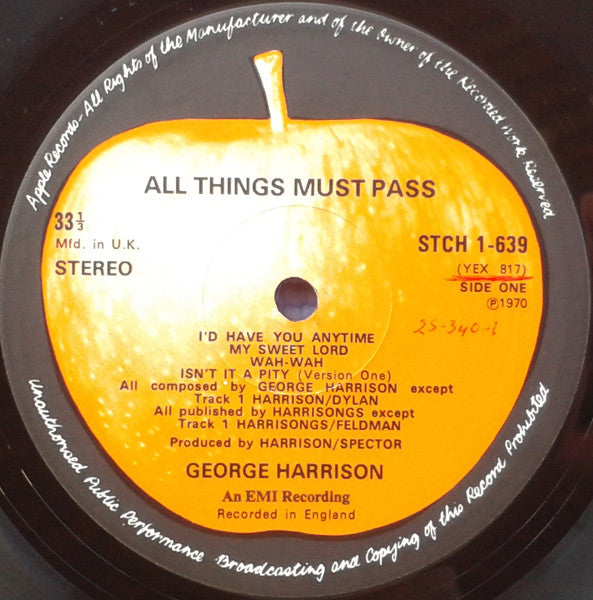 Apple Records-All Rights of the Manufacturer and of the Owner of the Recorded Work Reserved
ALL THINGS MUST PASS
33 1/3
Mfd. in U.K.
STEREO
STCH 1-639
(YEX 817)
SIDE ONE
℗1970
2S-340-1
I'D HAVE YOU ANYTIME
MY SWEET LORD
WAH-WAH
ISN'T IT A PITY (Version One)
All composed by GEORGE HARRISON except
Track 1 HARRISON/DYLAN
All published by HARRISONGS except
Track 1 HARRISONGS/FELDMAN
Produced by HARRISON/SPECTOR
GEORGE HARRISON
An EMI Recording
Recorded in England
Unauthorised Public Performance Broadcasting and Copying of this Record Prohibited